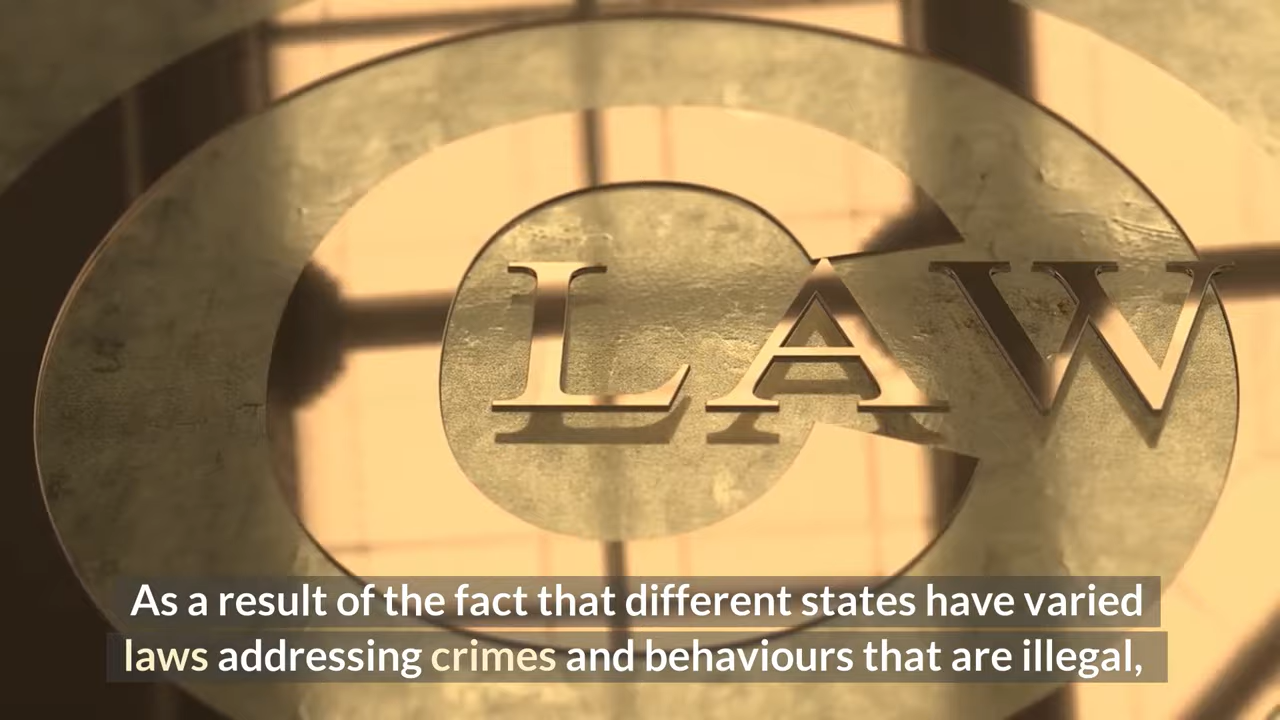 LAW
As a result of the fact that different states have varied
laws addressing crimes and behaviours that are illegal,